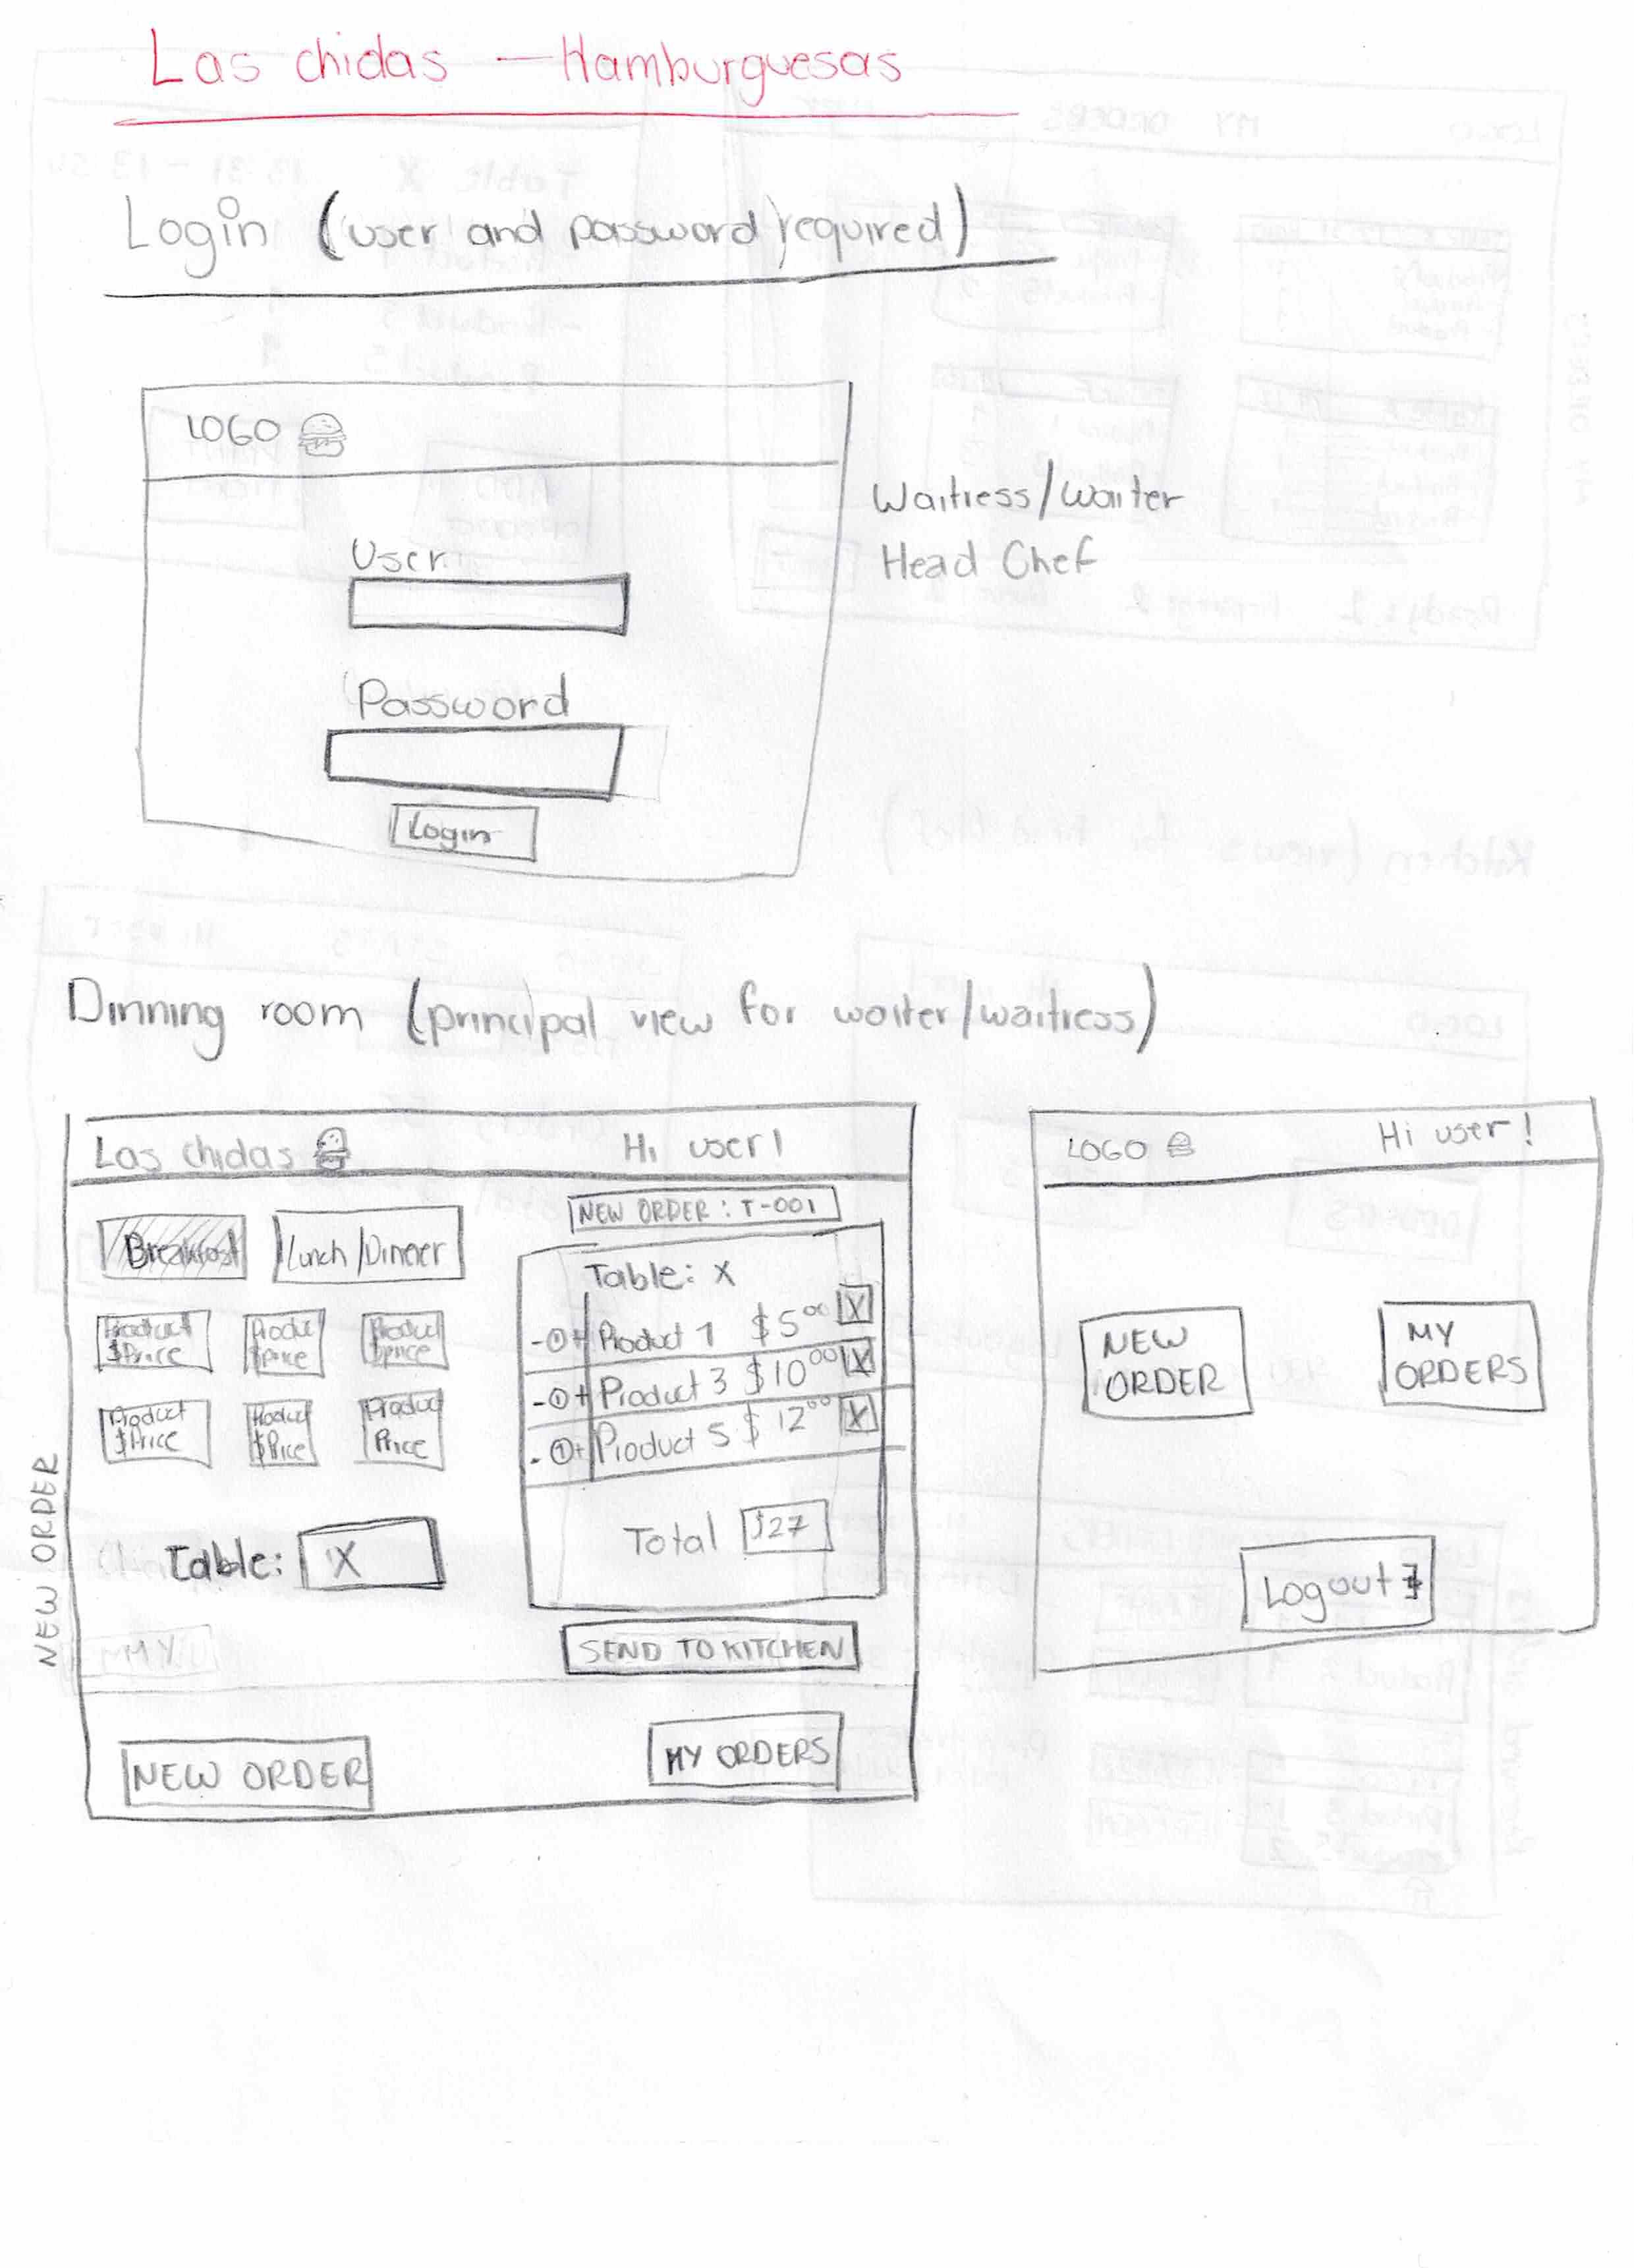 Las chidas — Hamburguesas
Login (user and password required)
LOGO
User
Password
Login
Waitress/waiter
Head Chef
Dinning room (principal view for waiter/waitress)
NEW ORDER
Las chidas
Hi user!
Breakfast
Lunch/Dinner
Product $Price
Product $price
Product $price
Product $Price
Product $Price
Product Price
Table: X
NEW ORDER: T-001
Table: X
- 1 + Product 1 $5.00 X
- 1 + Product 3 $10.00 X
- 1 + Product 5 $12.00 X
Total $27
SEND TO KITCHEN
NEW ORDER
MY ORDERS
LOGO
Hi user!
NEW ORDER
MY ORDERS
Logout